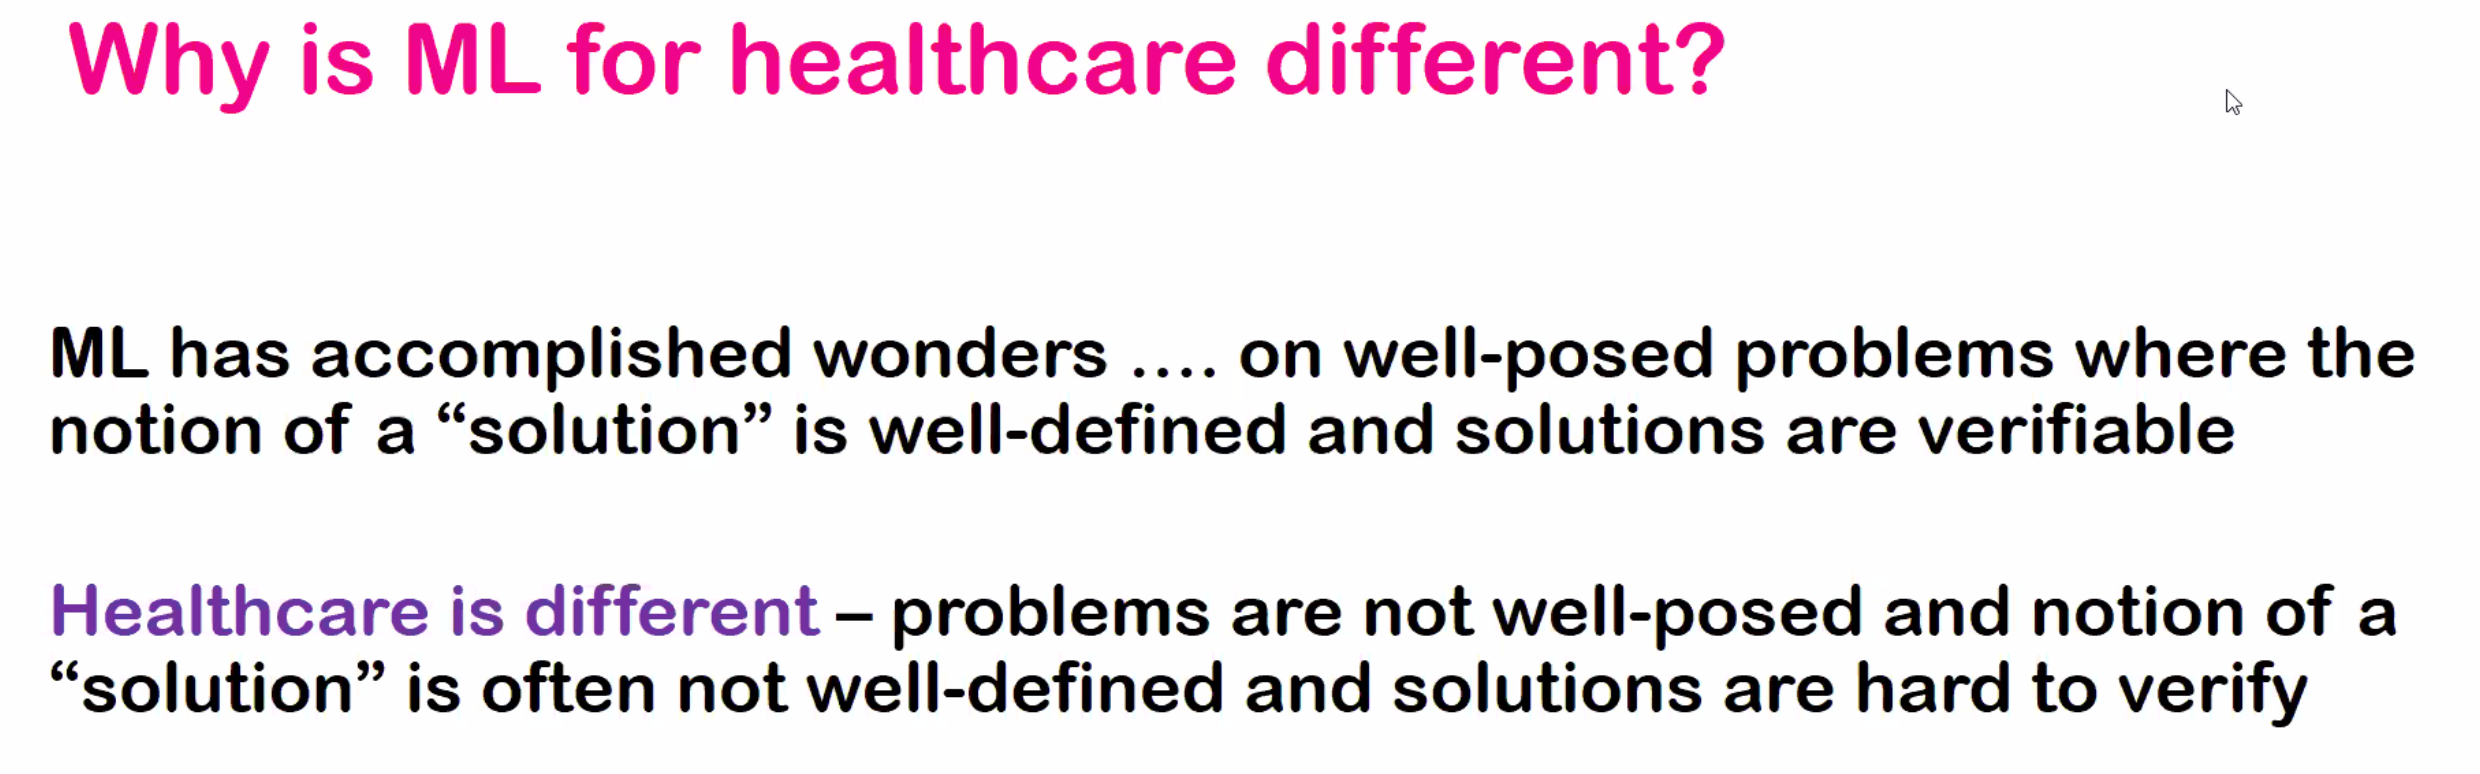 Why is ML for healthcare different?
ML has accomplished wonders .... on well-posed problems where the
notion of a “solution” is well-defined and solutions are verifiable
Healthcare is different – problems are not well-posed and notion of a
“solution” is often not well-defined and solutions are hard to verify